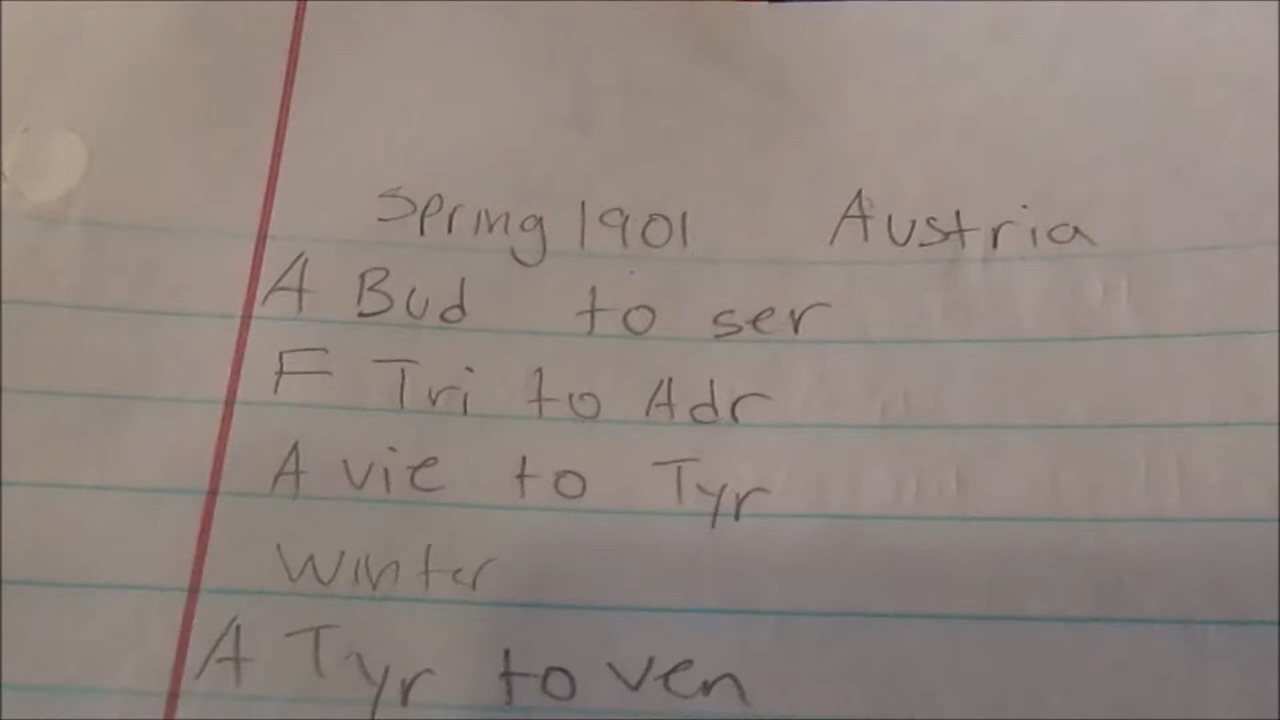 Spring 1901 Austria
A Bud to ser
F Tri to Adr
A vie to Tyr
Winter
A Tyr to ven